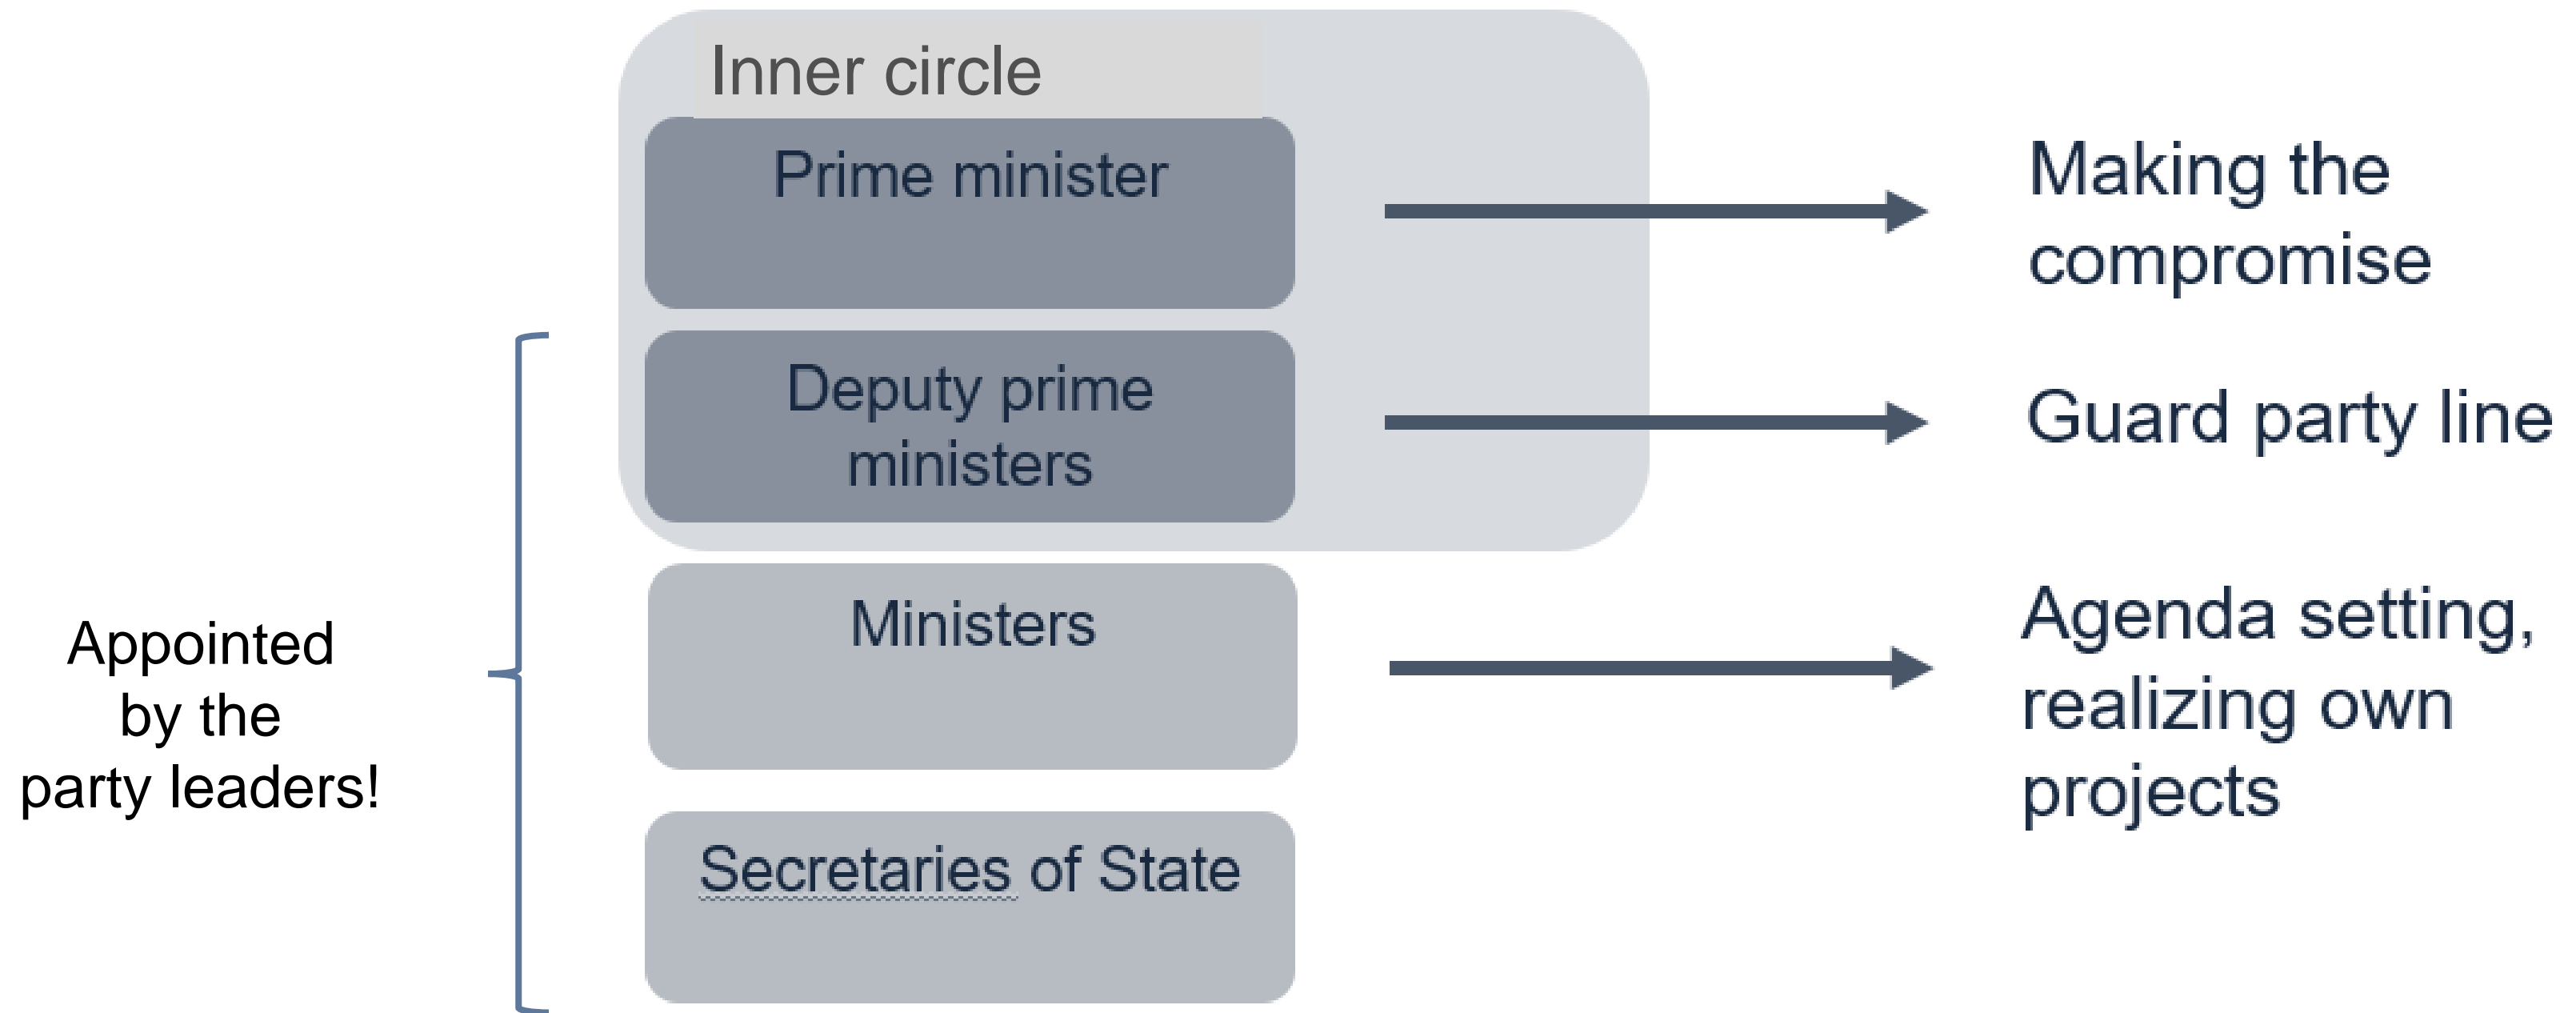 Inner circle
Prime minister
Making the
compromise
Deputy prime
ministers
Guard party line
Appointed
by the
party leaders!
Ministers
Agenda setting,
realizing own
projects
Secretaries of State